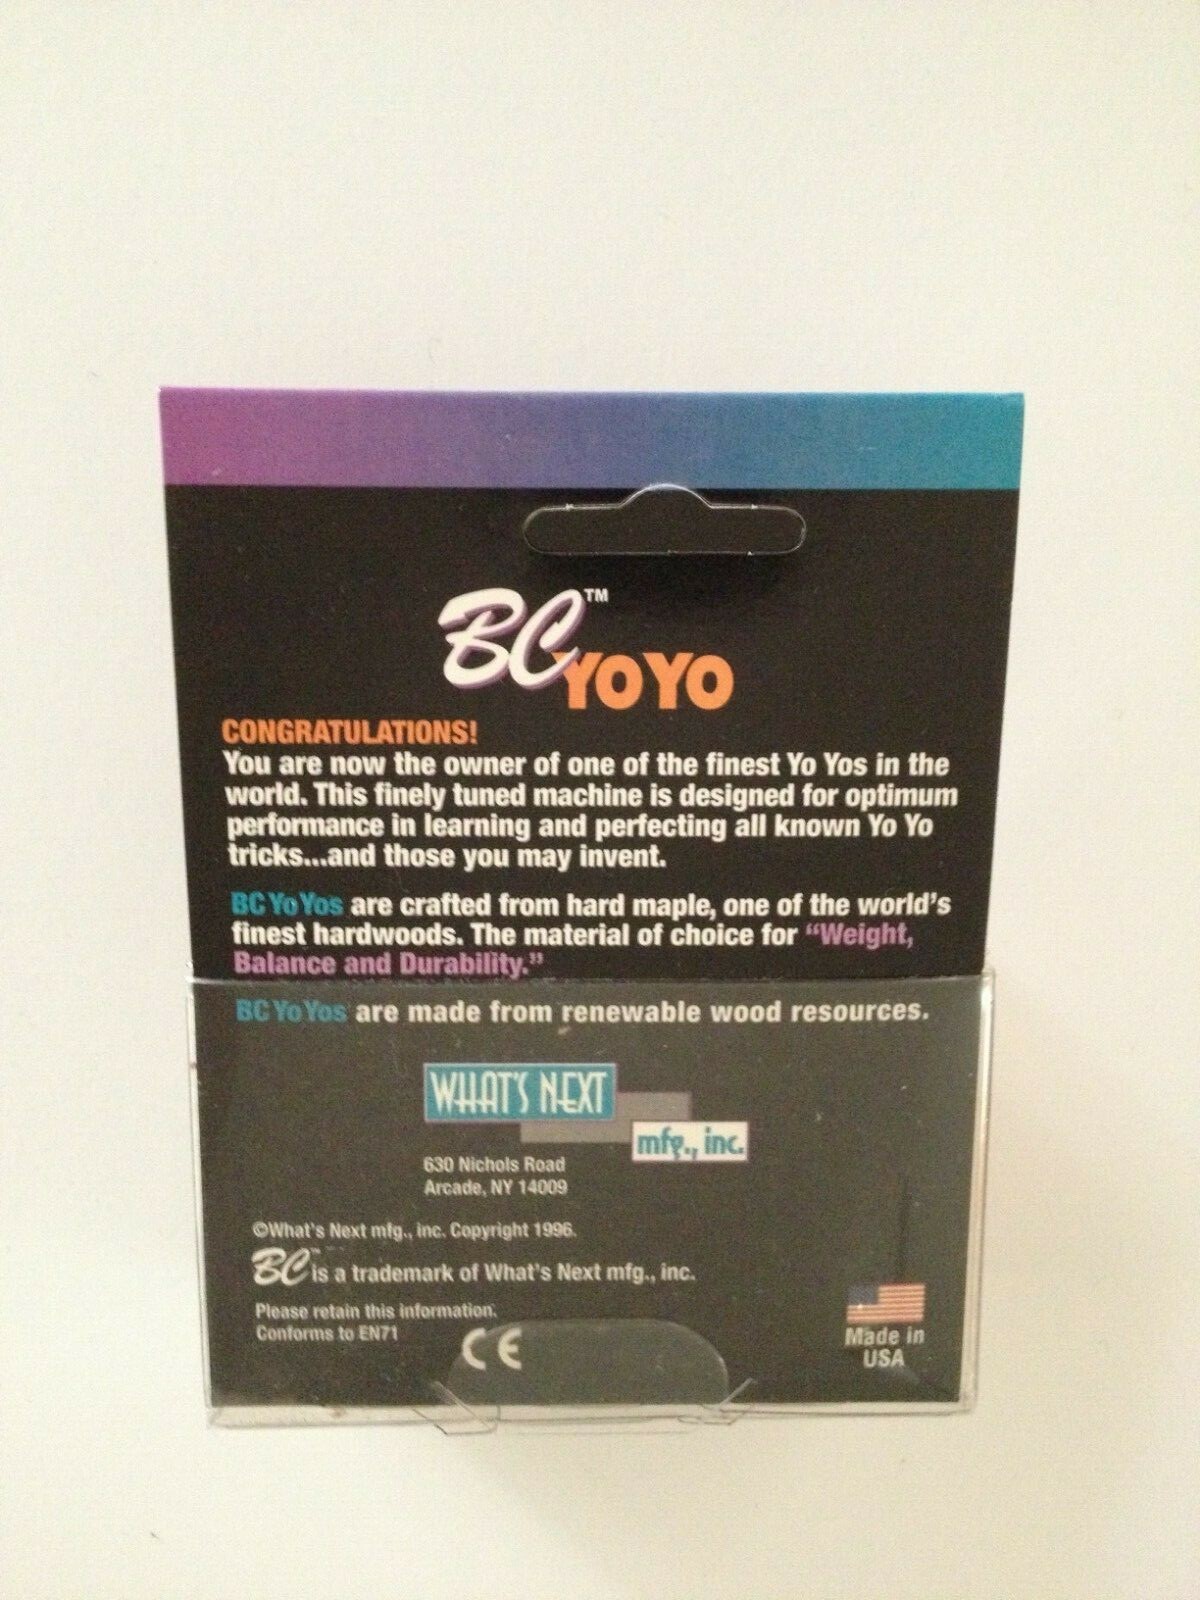 BC™
YO YO
CONGRATULATIONS!
You are now the owner of one of the finest Yo Yos in the
world. This finely tuned machine is designed for optimum
performance in learning and perfecting all known Yo Yo
tricks...and those you may invent.
BC Yo Yos are crafted from hard maple, one of the world's
finest hardwoods. The material of choice for “Weight,
Balance and Durability.”
BC Yo Yos are made from renewable wood resources.
WHAT'S NEXT
mfg., inc.
630 Nichols Road
Arcade, NY 14009
©What's Next mfg., inc. Copyright 1996.
BC™ is a trademark of What's Next mfg., inc.
Please retain this information.
Conforms to EN71
CE
Made in
USA